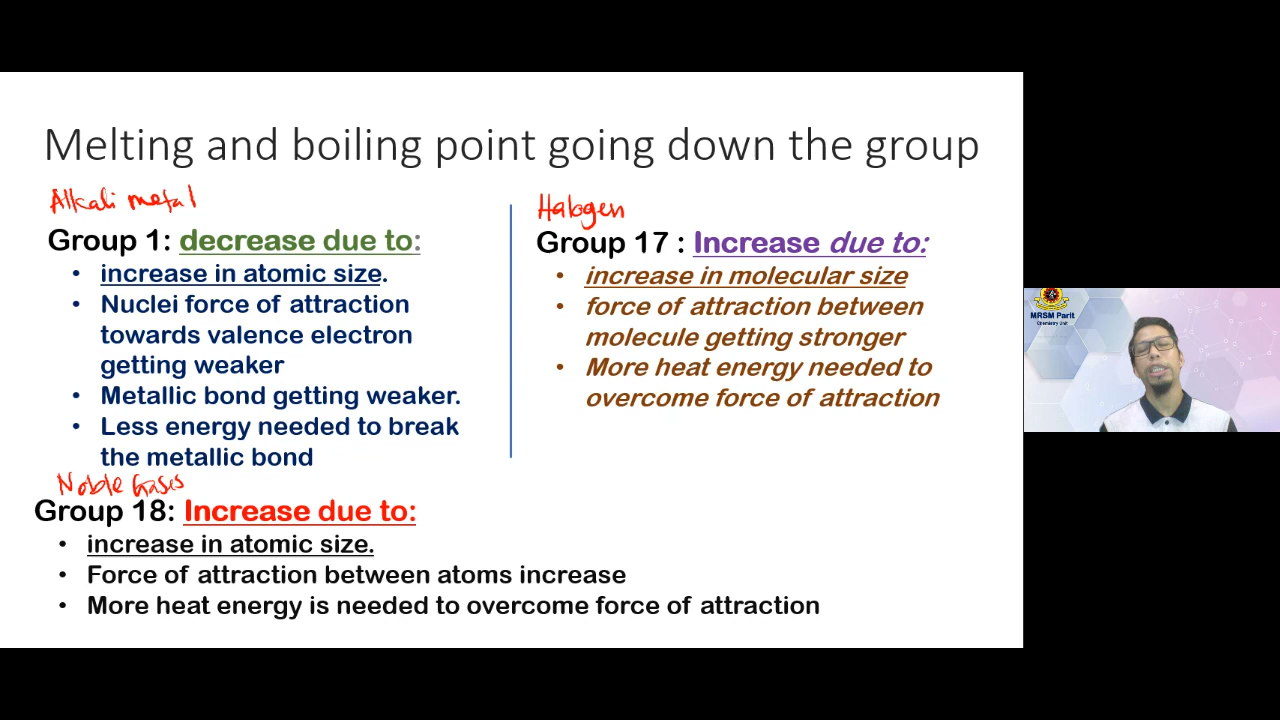 Melting and boiling point going down the group
Alkali metal
Group 1: decrease due to:
• increase in atomic size.
• Nuclei force of attraction
towards valence electron
getting weaker
• Metallic bond getting weaker.
• Less energy needed to break
the metallic bond
Halogen
Group 17 : Increase due to:
• increase in molecular size
• force of attraction between
molecule getting stronger
• More heat energy needed to
overcome force of attraction
Noble Gases
Group 18: Increase due to:
• increase in atomic size.
• Force of attraction between atoms increase
• More heat energy is needed to overcome force of attraction
MRSM Parit
Chemistry Unit